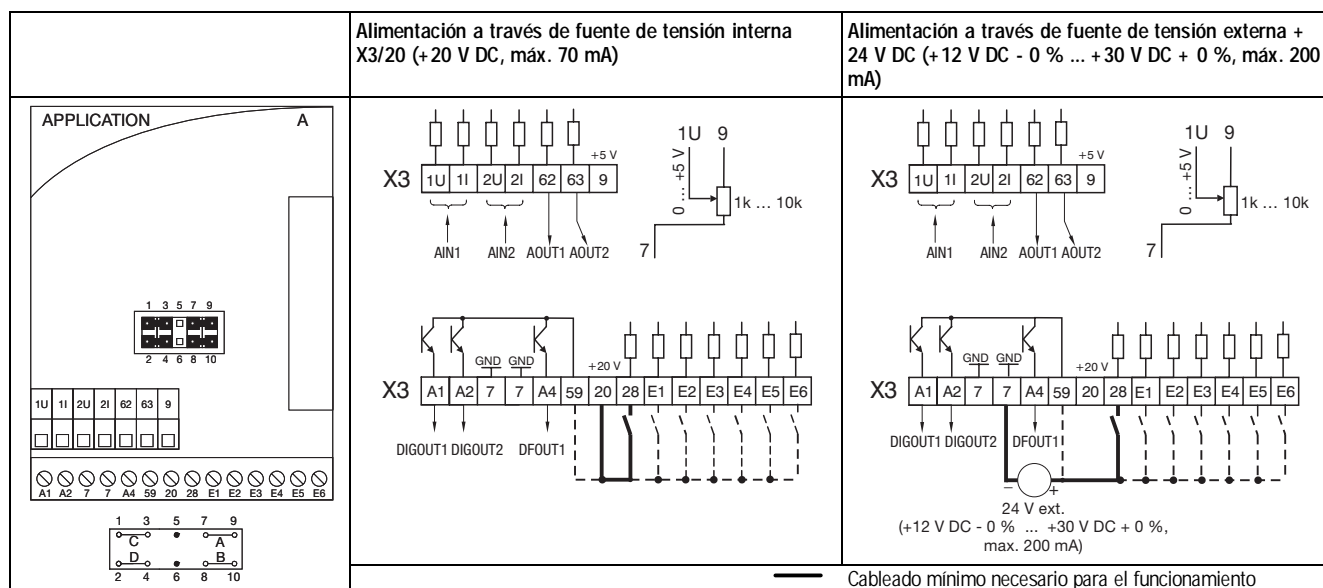 Alimentación a través de fuente de tensión interna
X3/20 (+20 V DC, máx. 70 mA)
Alimentación a través de fuente de tensión externa +
24 V DC (+12 V DC - 0 % ... +30 V DC + 0 %, máx. 200
mA)
APPLICATION A
1 3 5 7 9
2 4 6 8 10
1U 1I 2U 2I 62 63 9
A1 A2 7 7 A4 59 20 28 E1 E2 E3 E4 E5 E6
1 3 5 7 9
C A
D B
2 4 6 8 10
1U 9
+5 V
0 ... +5 V
X3 1U 1I 2U 2I 62 63 9
1k ... 10k
7
AIN1 AIN2 AOUT1 AOUT2
GND GND +20 V
X3 A1 A2 7 7 A4 59 20 28 E1 E2 E3 E4 E5 E6
DIGOUT1 DIGOUT2 DFOUT1
1U 9
+5 V
0 ... +5 V
X3 1U 1I 2U 2I 62 63 9
1k ... 10k
7
AIN1 AIN2 AOUT1 AOUT2
GND GND +20 V
X3 A1 A2 7 7 A4 59 20 28 E1 E2 E3 E4 E5 E6
DIGOUT1 DIGOUT2 DFOUT1
− +
24 V ext.
(+12 V DC - 0 % ... +30 V DC + 0 %,
max. 200 mA)
Cableado mínimo necesario para el funcionamiento